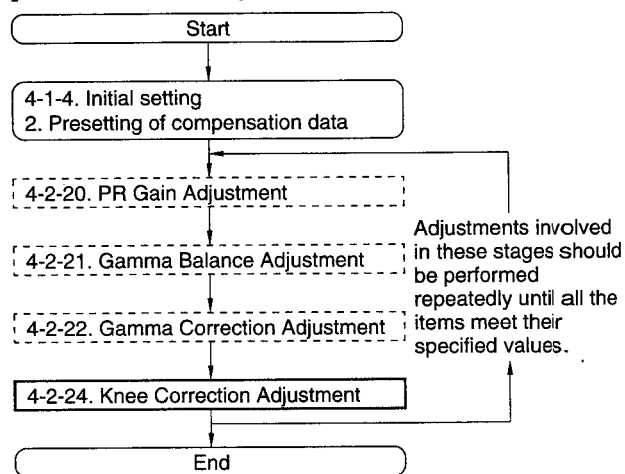 Start
4-1-4. Initial setting
2. Presetting of compensation data
4-2-20. PR Gain Adjustment
4-2-21. Gamma Balance Adjustment
4-2-22. Gamma Correction Adjustment
4-2-24. Knee Correction Adjustment
End
Adjustments involved
in these stages should
be performed
repeatedly until all the
items meet their
specified values.